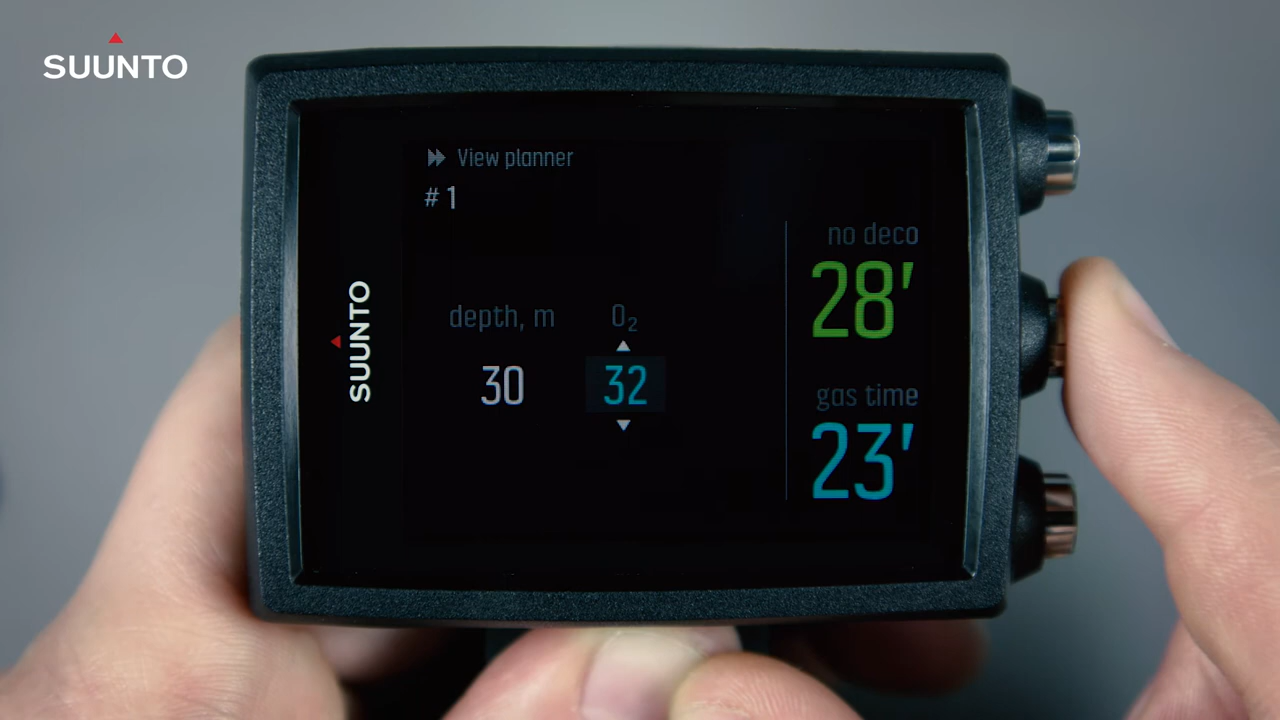 SUUNTO
SUUNTO
View planner
# 1
no deco
28'
depth, m
O₂
30
32
gas time
23'